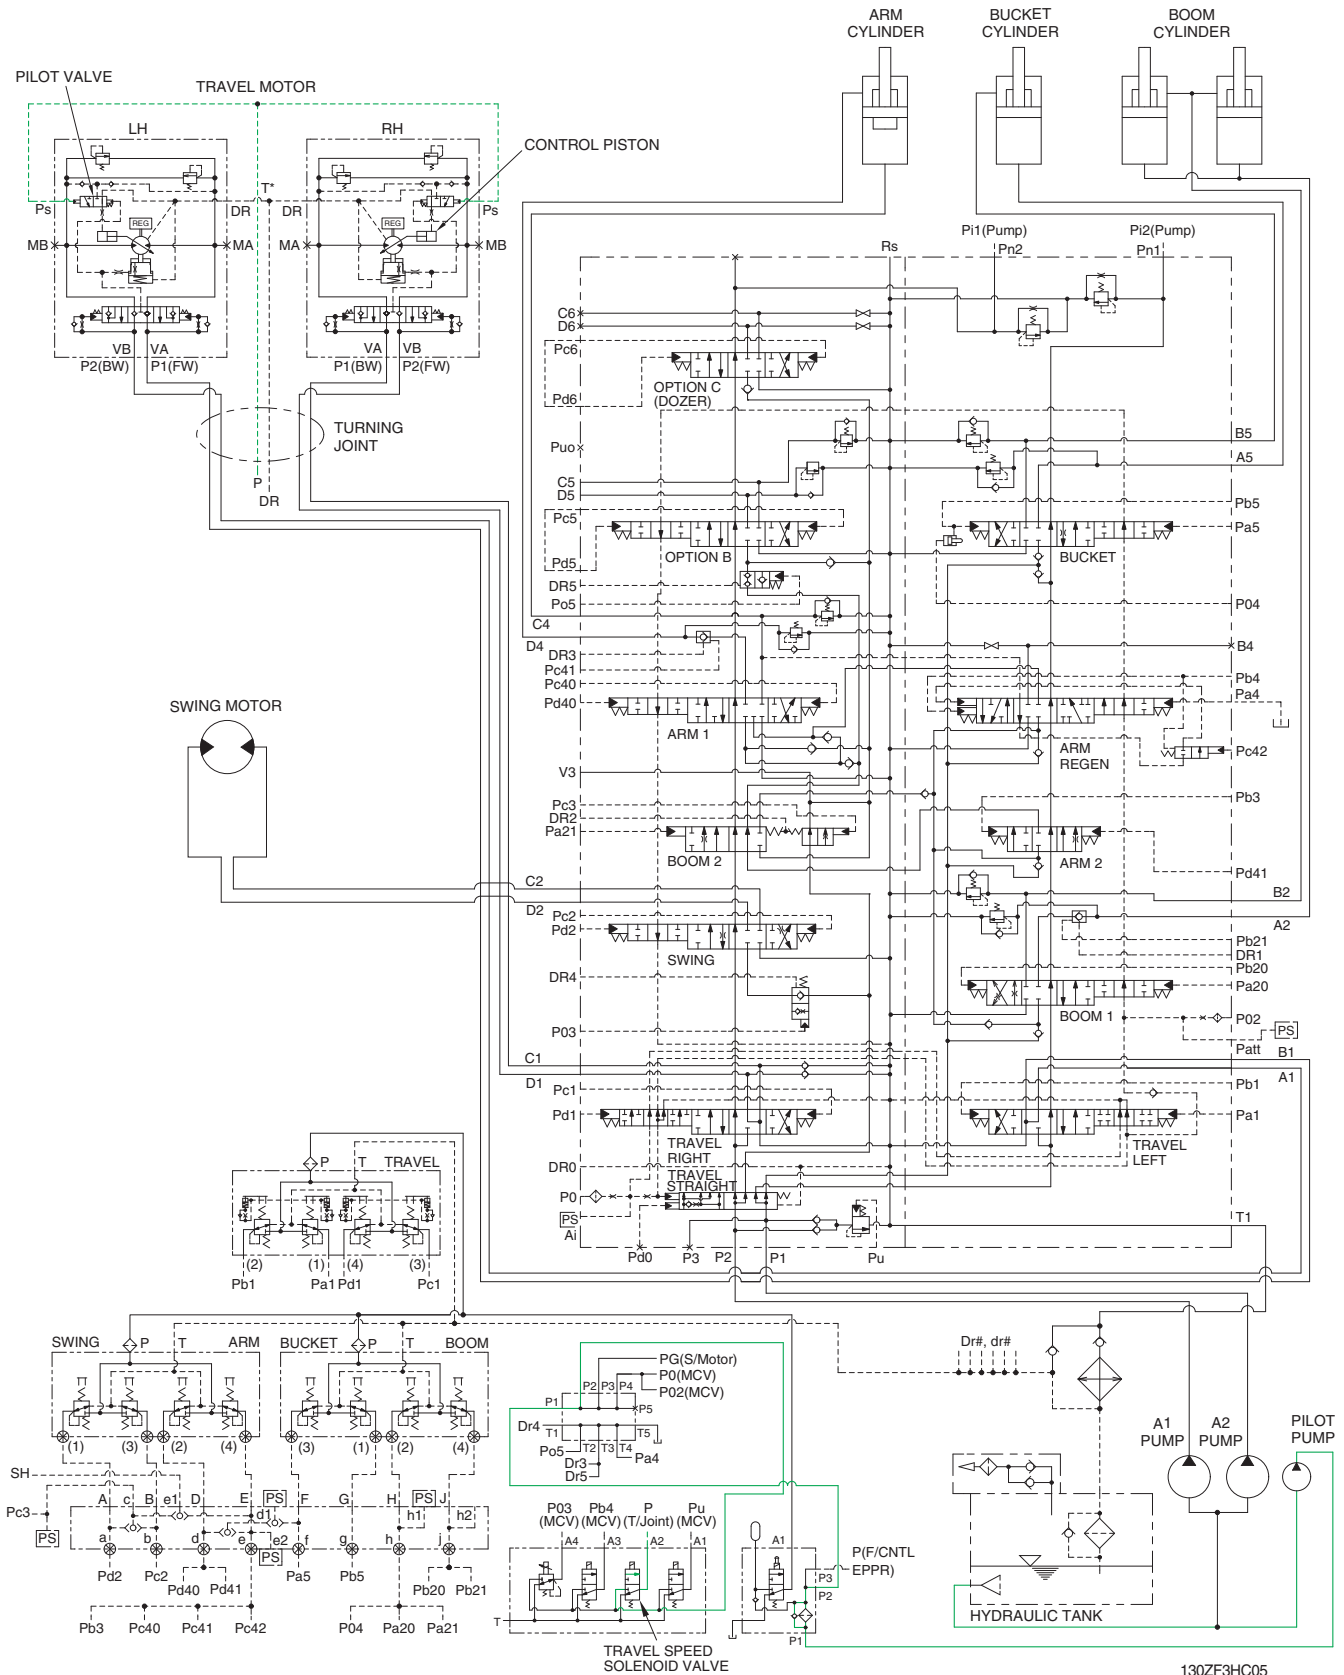 ARM
CYLINDER
BUCKET
CYLINDER
BOOM
CYLINDER
PILOT VALVE
TRAVEL MOTOR
LH
RH
CONTROL PISTON
T*
Ps
DR
DR
Ps
REG
REG
MB
MA
MA
MB
VB VA
VA VB
P2(BW) P1(FW)
P1(BW) P2(FW)
TURNING
JOINT
P
DR
Rs
Pi1(Pump)
Pn2
Pi2(Pump)
Pn1
C6
D6
Pc6
OPTION C
(DOZER)
Pd6
Puo
B5
A5
C5
D5
Pc5
Pb5
Pa5
OPTION B
BUCKET
Pd5
DR5
Po5
P04
C4
D4
B4
DR3
Pc41
Pc40
Pd40
Pb4
Pa4
ARM 1
ARM
REGEN
Pc42
SWING MOTOR
V3
Pc3
DR2
Pa21
Pb3
BOOM 2
ARM 2
Pd41
C2
B2
D2
A2
Pc2
Pd2
SWING
Pb21
DR1
Pb20
Pa20
DR4
BOOM 1
P03
P02
PS
Patt
C1
B1
D1
A1
Pc1
Pd1
Pb1
Pa1
TRAVEL
RIGHT
TRAVEL
LEFT
DR0
TRAVEL
STRAIGHT
P0
PS
Ai
Pd0
P3
P2
P1
Pu
T1
P
T
TRAVEL
(2)
(1)
(4)
(3)
Pb1
Pa1
Pd1
Pc1
SWING
P
T
ARM
BUCKET
P
T
BOOM
(1)
(3)
(2)
(4)
(3)
(1)
(2)
(4)
SH
Pc3
PS
A
c
B
e1
D
E
PS
F
G
H
PS
J
d1
h1
h2
a
b
d
e
e2
PS
f
g
h
j
Pd2
Pc2
Pd40
Pd41
Pa5
Pb5
Pb20
Pb21
Pb3
Pc40
Pc41
Pc42
P04
Pa20
Pa21
PG(S/Motor)
P0(MCV)
P02(MCV)
P1
P2
P3
P4
P5
Dr4
T1
T2
T3
T4
T5
Po5
Dr3
Dr5
Pa4
P03
(MCV)
Pb4
(MCV)
P
(T/Joint)
Pu
(MCV)
A4
A3
A2
A1
T
TRAVEL SPEED
SOLENOID VALVE
A1
P(F/CNTL
EPPR)
P3
P2
P1
Dr#, dr#
A1
PUMP
A2
PUMP
PILOT
PUMP
HYDRAULIC TANK
130ZF3HC05